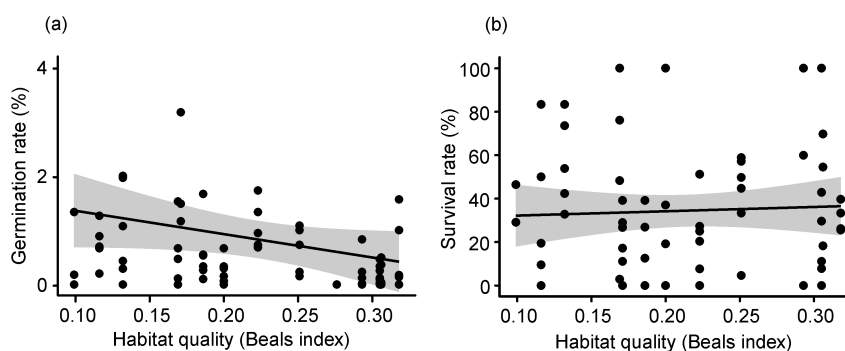 (a)
4
2
0
Germination rate (%)
0.10 0.15 0.20 0.25 0.30
Habitat quality (Beals index)
(b)
100
80
60
40
20
0
Survival rate (%)
0.10 0.15 0.20 0.25 0.30
Habitat quality (Beals index)